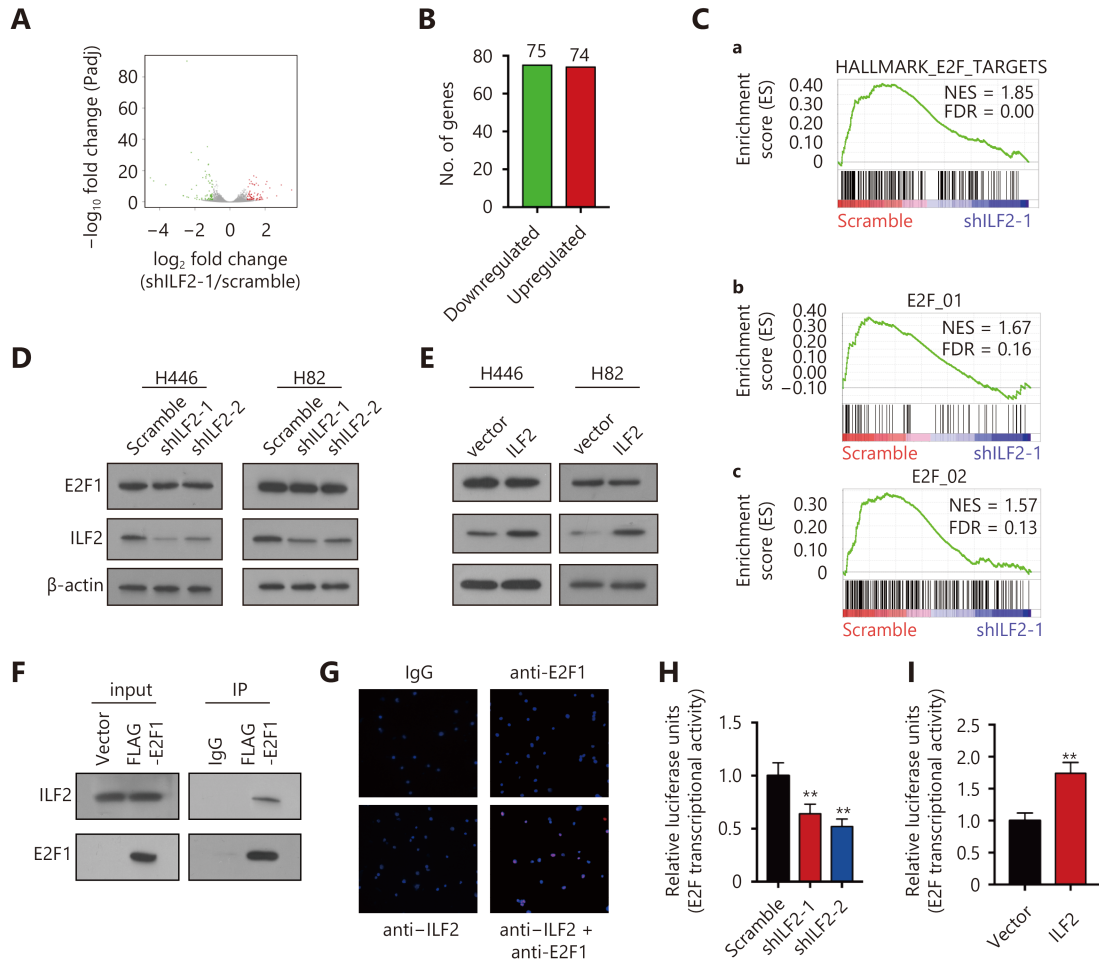 A
−log₁₀ fold change (Padj)
80
60
40
20
0
−4 −2 0 2
log₂ fold change
(shILF2-1/scramble)
B
No. of genes
80
60
40
20
0
75 74
Downregulated
Upregulated
C
a
HALLMARK_E2F_TARGETS
Enrichment
score (ES)
0.40
0.30
0.20
0.10
0
NES = 1.85
FDR = 0.00
Scramble shILF2-1
b
E2F_01
Enrichment
score (ES)
0.40
0.30
0.20
0.10
0.00
−0.10
NES = 1.67
FDR = 0.16
Scramble shILF2-1
c
E2F_02
Enrichment
score (ES)
0.30
0.20
0.10
0
NES = 1.57
FDR = 0.13
Scramble shILF2-1
D
H446 H82
Scramble shILF2-1 shILF2-2 Scramble shILF2-1 shILF2-2
E2F1
ILF2
β-actin
E
H446 H82
vector ILF2 vector ILF2
F
input IP
Vector FLAG -E2F1 IgG FLAG -E2F1
ILF2
E2F1
G
IgG anti-E2F1
anti−ILF2 anti−ILF2 +
anti-E2F1
H
Relative luciferase units
(E2F transcriptional activity)
1.5
1.0
0.5
0
** **
Scramble
shILF2-1
shILF2-2
I
Relative luciferase units
(E2F transcriptional activity)
2.5
2.0
1.5
1.0
0.5
0
**
Vector
ILF2